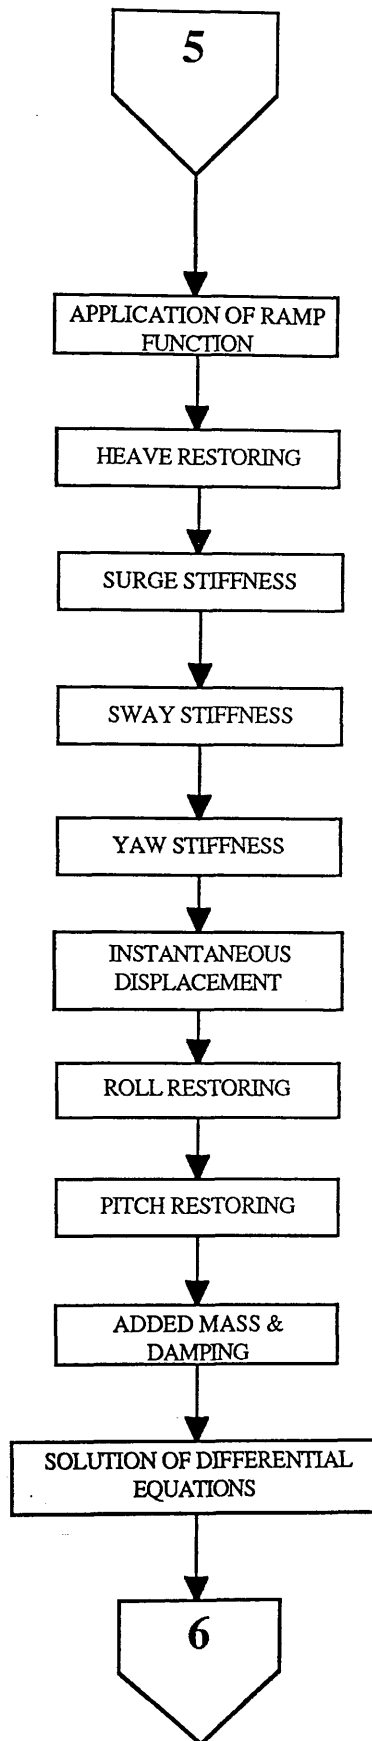 5
APPLICATION OF RAMP
FUNCTION
HEAVE RESTORING
SURGE STIFFNESS
SWAY STIFFNESS
YAW STIFFNESS
INSTANTANEOUS
DISPLACEMENT
ROLL RESTORING
PITCH RESTORING
ADDED MASS &
DAMPING
SOLUTION OF DIFFERENTIAL
EQUATIONS
6